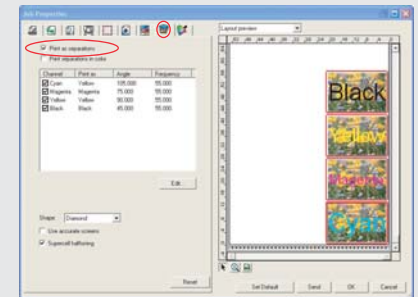 Job Properties
Layout preview
Print as separations
Print separations in color
Channel Print as Angle Frequency
Cyan Yellow 105.000 55.000
Magenta Magenta 75.000 55.000
Yellow Yellow 90.000 55.000
Black Black 45.000 55.000
Edit...
Shape: Diamond
Use accurate screens
Supercell halftoning
Reset
Black
Yellow
Magenta
Cyan
Set Default Send OK Cancel